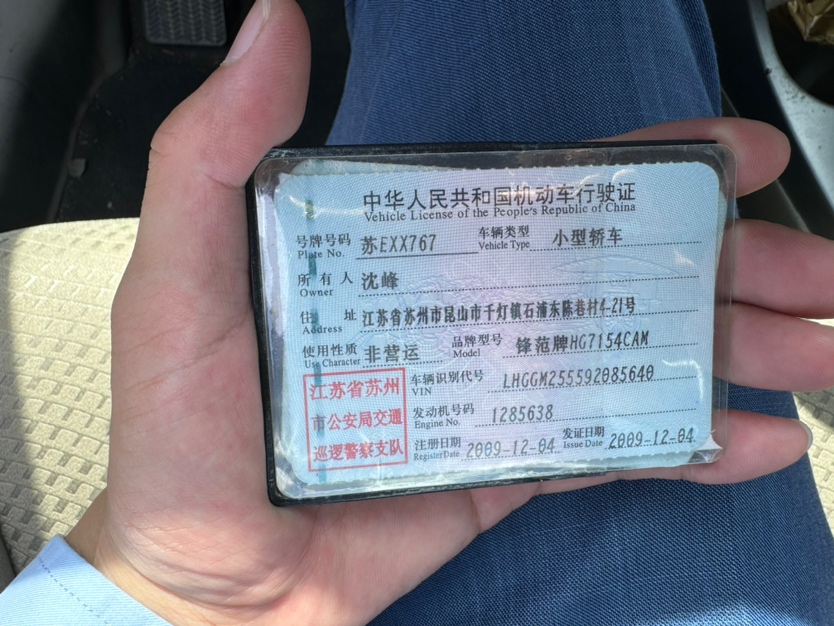 中华人民共和国机动车行驶证
Vehicle License of the People's Republic of China
号牌号码 苏EXX767 车辆类型 小型轿车
Plate No. Vehicle Type
所有人 沈峰
Owner
住址 江苏省苏州市昆山市千灯镇石浦东陈巷村4-21号
Address
使用性质 非营运 品牌型号 锋范牌HG7154CAM
Use Character Model
江苏省苏州
市公安局交通
巡逻警察支队
车辆识别代号 LHGGM255592085640
VIN
发动机号码 1285638
Engine No.
注册日期 2009-12-04 发证日期 2009-12-04
Register Date Issue Date